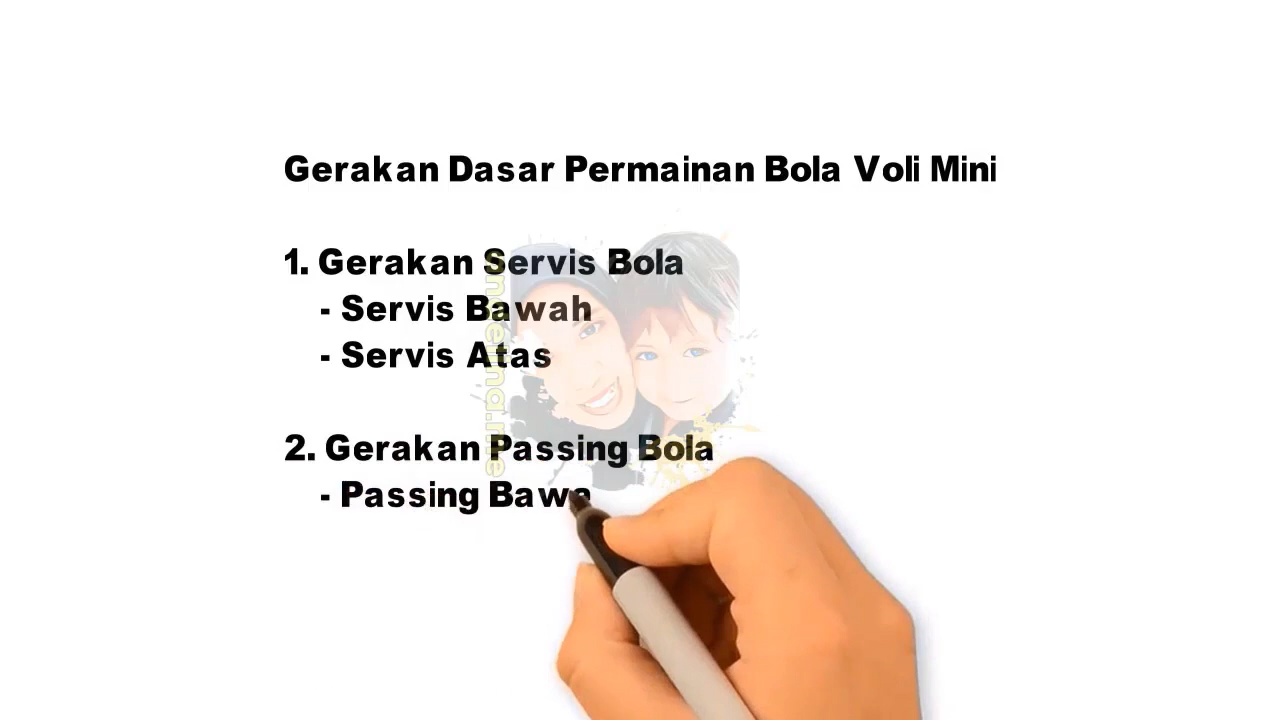 Gerakan Dasar Permainan Bola Voli Mini
1. Gerakan Servis Bola
- Servis Bawah
- Servis Atas
2. Gerakan Passing Bola
- Passing Bawa